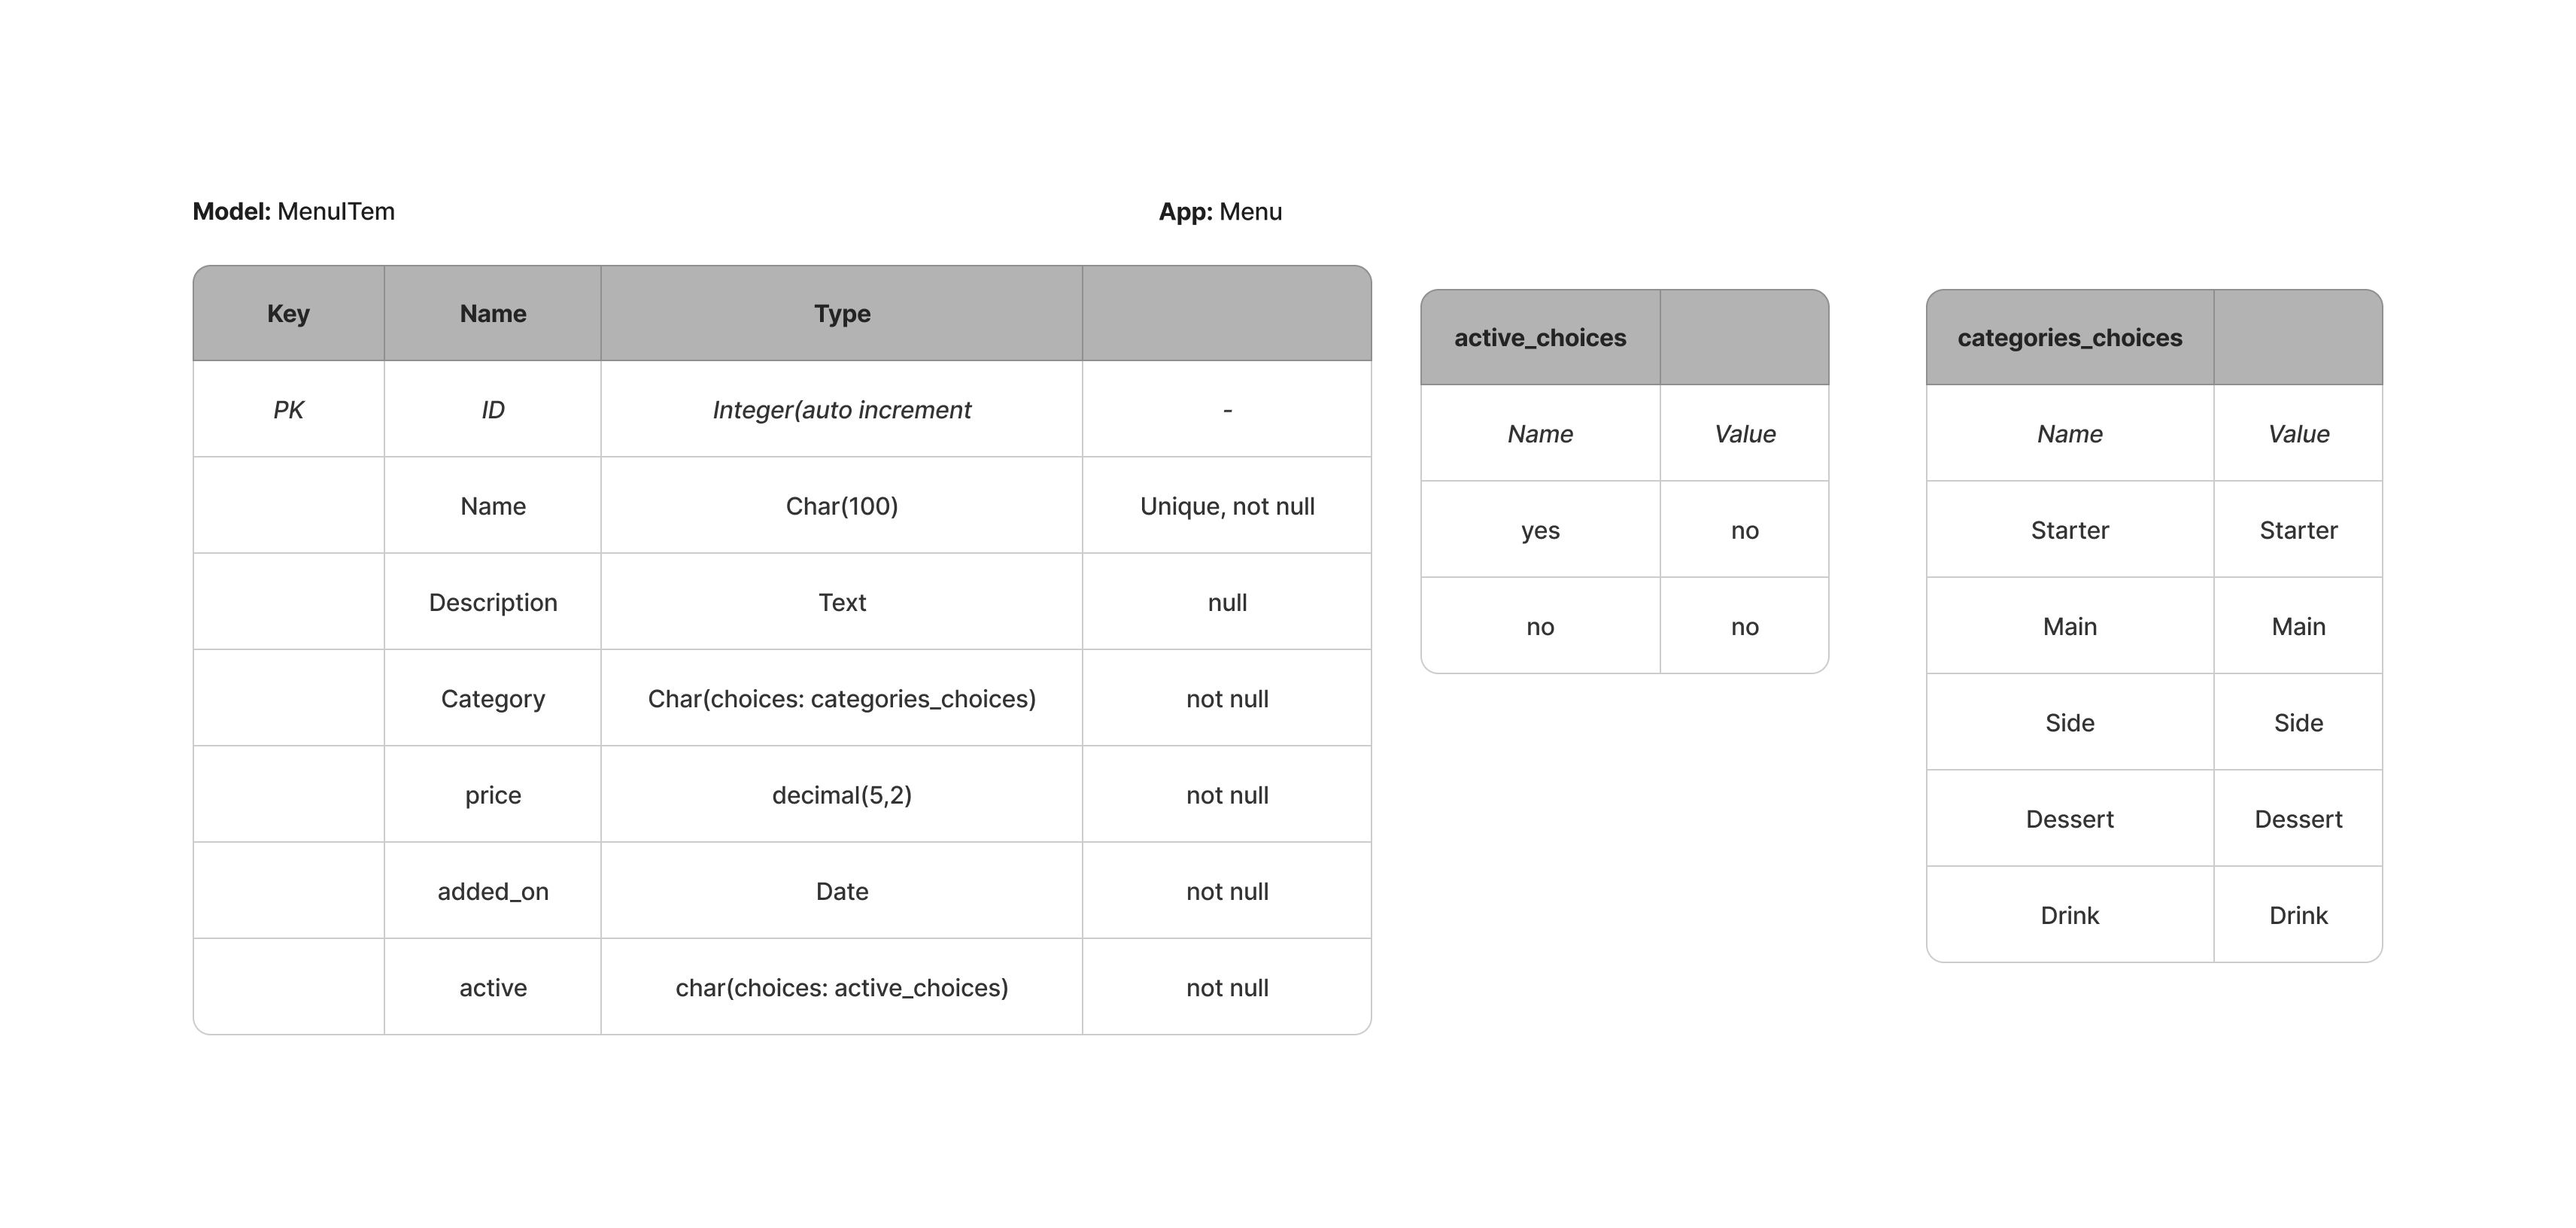 Model: MenuITem
App: Menu
Key Name Type
PK ID Integer(auto increment -
Name Char(100) Unique, not null
Description Text null
Category Char(choices: categories_choices) not null
price decimal(5,2) not null
added_on Date not null
active char(choices: active_choices) not null
active_choices
Name Value
yes no
no no
categories_choices
Name Value
Starter Starter
Main Main
Side Side
Dessert Dessert
Drink Drink